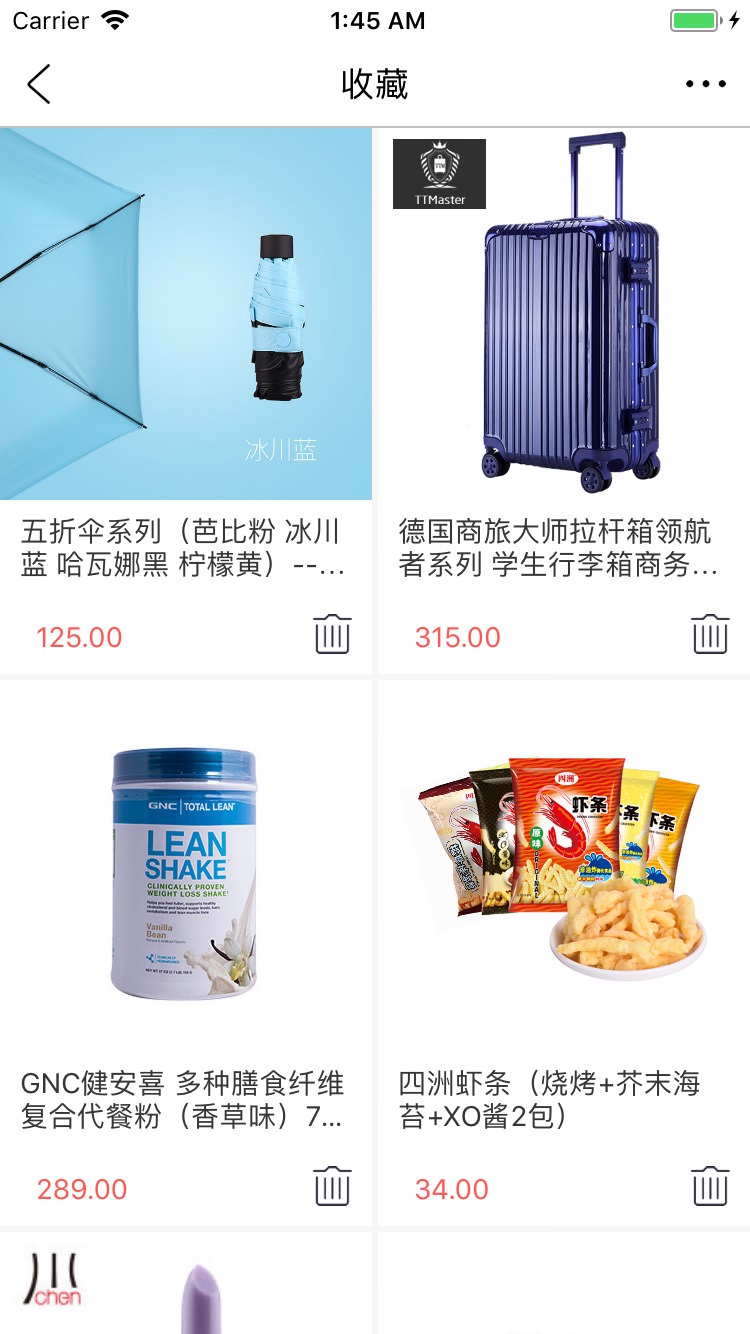 Carrier
1:45 AM
收藏
TTMaster
冰川蓝
五折伞系列（芭比粉 冰川
蓝 哈瓦娜黑 柠檬黄）--...
125.00
德国商旅大师拉杆箱领航
者系列 学生行李箱商务...
315.00
GNC TOTAL LEAN™
LEAN
SHAKE
CLINICALLY PROVEN
WEIGHT LOSS SHAKE
Vanilla
Bean
四洲
虾条
原味
ORIGINAL
条
下条
GNC健安喜 多种膳食纤维
复合代餐粉（香草味）7...
289.00
四洲虾条（烧烤+芥末海
苔+XO酱2包）
34.00
chen